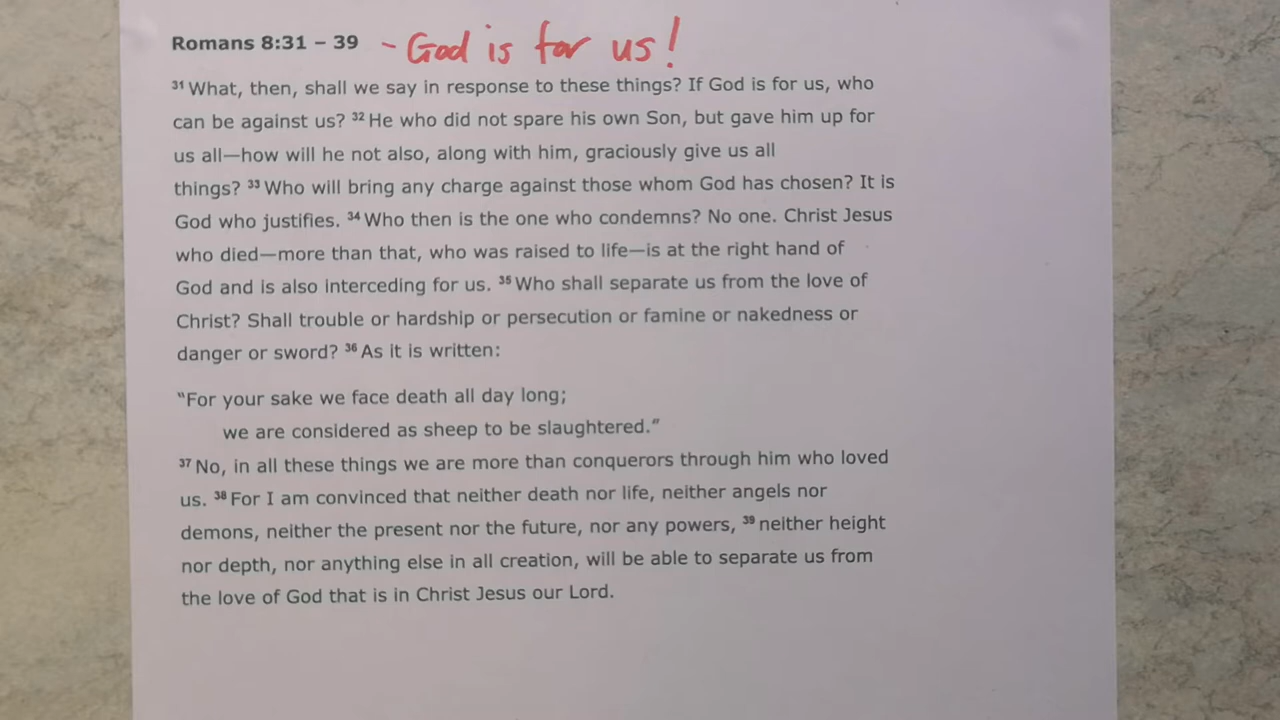 Romans 8:31 – 39 - God is for us!
³¹ What, then, shall we say in response to these things? If God is for us, who
can be against us? ³² He who did not spare his own Son, but gave him up for
us all—how will he not also, along with him, graciously give us all
things? ³³ Who will bring any charge against those whom God has chosen? It is
God who justifies. ³⁴ Who then is the one who condemns? No one. Christ Jesus
who died—more than that, who was raised to life—is at the right hand of
God and is also interceding for us. ³⁵ Who shall separate us from the love of
Christ? Shall trouble or hardship or persecution or famine or nakedness or
danger or sword? ³⁶ As it is written:
“For your sake we face death all day long;
we are considered as sheep to be slaughtered.”
³⁷ No, in all these things we are more than conquerors through him who loved
us. ³⁸ For I am convinced that neither death nor life, neither angels nor
demons, neither the present nor the future, nor any powers, ³⁹ neither height
nor depth, nor anything else in all creation, will be able to separate us from
the love of God that is in Christ Jesus our Lord.